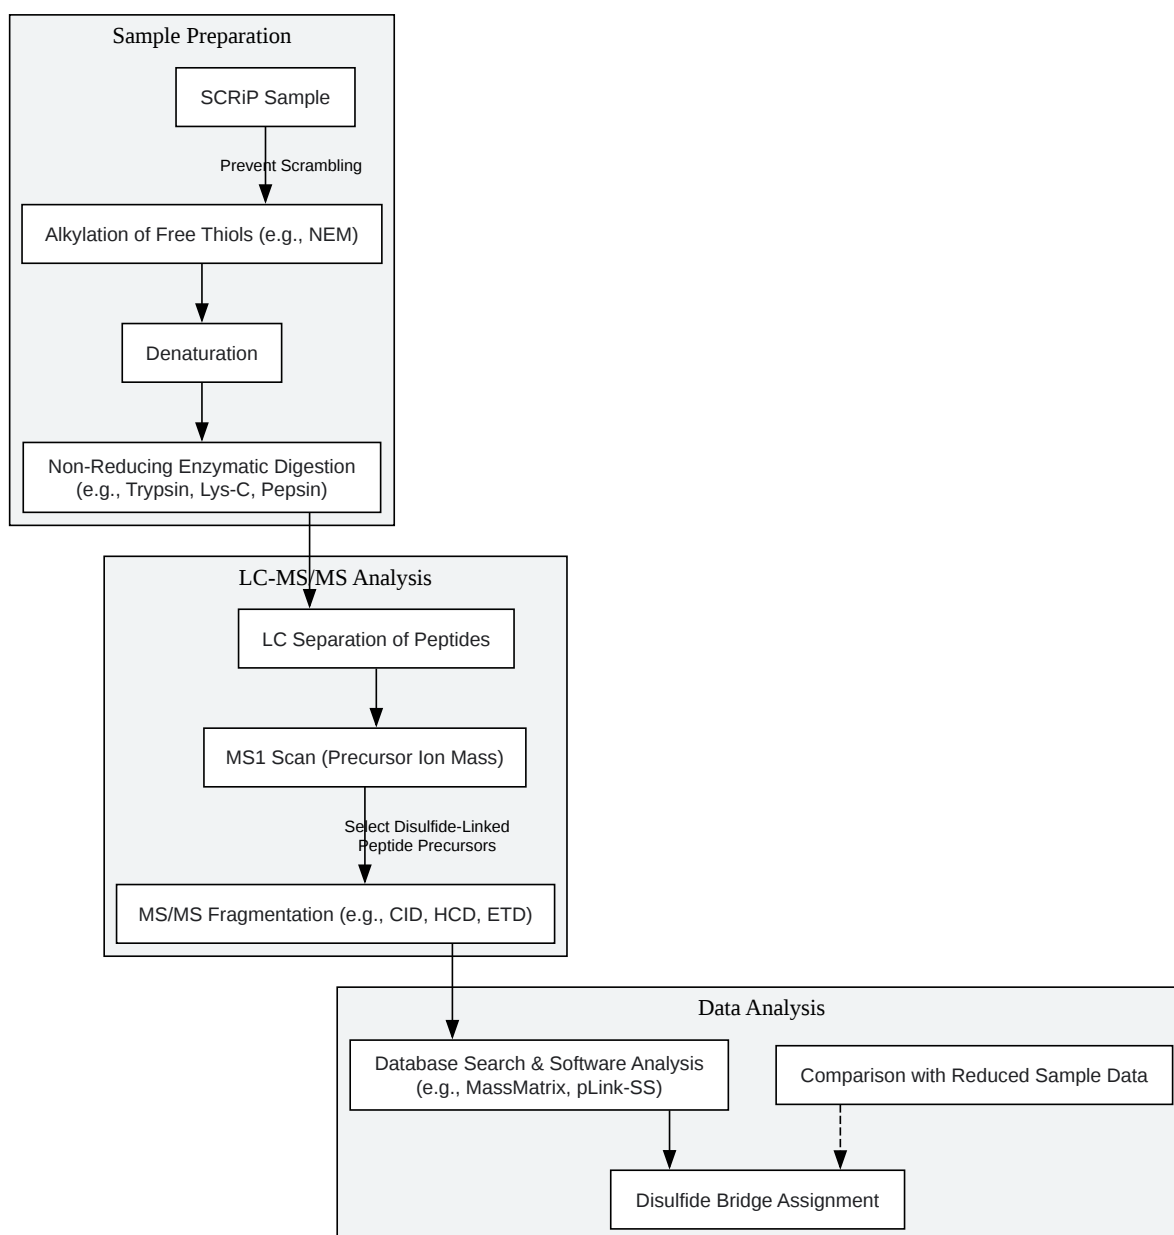 Sample Preparation
SCRiP Sample
Prevent Scrambling
Alkylation of Free Thiols (e.g., NEM)
Denaturation
Non-Reducing Enzymatic Digestion
(e.g., Trypsin, Lys-C, Pepsin)
LC-MS/MS Analysis
LC Separation of Peptides
MS1 Scan (Precursor Ion Mass)
Select Disulfide-Linked
Peptide Precursors
MS/MS Fragmentation (e.g., CID, HCD, ETD)
Data Analysis
Database Search & Software Analysis
(e.g., MassMatrix, pLink-SS)
Comparison with Reduced Sample Data
Disulfide Bridge Assignment